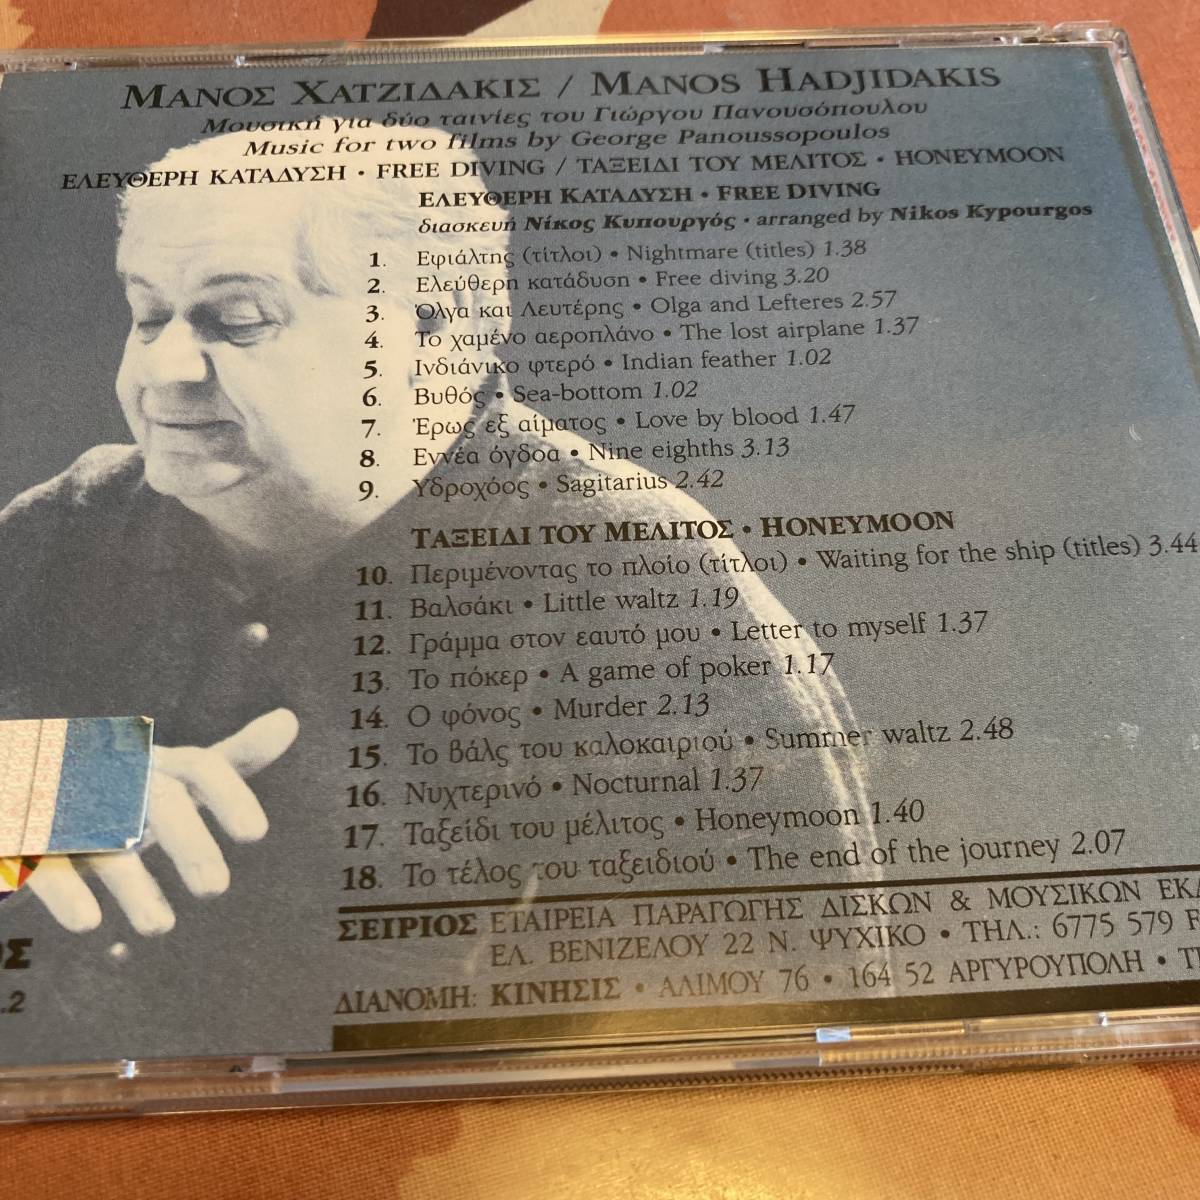 ΜΑΝΟΣ ΧΑΤΖΙΔΑΚΙΣ / MANOS HADJIDAKIS
Μουσική για δύο ταινίες του Γιώργου Πανουσόπουλου
Music for two films by George Panoussopoulos
ΕΛΕΥΘΕΡΗ ΚΑΤΑΔΥΣΗ • FREE DIVING / ΤΑΞΕΙΔΙ ΤΟΥ ΜΕΛΙΤΟΣ • HONEYMOON
ΕΛΕΥΘΕΡΗ ΚΑΤΑΔΥΣΗ • FREE DIVING
διασκευή Νίκος Κυπουργός • arranged by Nikos Kypourgos
1. Εφιάλτης (τίτλοι) • Nightmare (titles) 1.38
2. Ελεύθερη κατάδυση • Free diving 3.20
3. Όλγα και Λευτέρης • Olga and Lefteres 2.57
4. Το χαμένο αεροπλάνο • The lost airplane 1.37
5. Ινδιάνικο φτερό • Indian feather 1.02
6. Βυθός • Sea-bottom 1.02
7. Έρως εξ αίματος • Love by blood 1.47
8. Εννέα όγδοα • Nine eighths 3.13
9. Υδροχόος • Sagitarius 2.42
ΤΑΞΕΙΔΙ ΤΟΥ ΜΕΛΙΤΟΣ • HONEYMOON
10. Περιμένοντας το πλοίο (τίτλοι) • Waiting for the ship (titles) 3.44
11. Βαλσάκι • Little waltz 1.19
12. Γράμμα στον εαυτό μου • Letter to myself 1.37
13. Το πόκερ • A game of poker 1.17
14. Ο φόνος • Murder 2.13
15. Το βάλς του καλοκαιριού • Summer waltz 2.48
16. Νυχτερινό • Nocturnal 1.37
17. Ταξείδι του μέλιτος • Honeymoon 1.40
18. Το τέλος του ταξειδιού • The end of the journey 2.07
ΣΕΙΡΙΟΣ ΕΤΑΙΡΕΙΑ ΠΑΡΑΓΩΓΗΣ ΔΙΣΚΩΝ & ΜΟΥΣΙΚΩΝ ΕΚΔ
ΕΛ. ΒΕΝΙΖΕΛΟΥ 22 Ν. ΨΥΧΙΚΟ • ΤΗΛ.: 6775 579 F
ΔΙΑΝΟΜΗ: ΚΙΝΗΣΙΣ • ΑΛΙΜΟΥ 76 • 164 52 ΑΡΓΥΡΟΥΠΟΛΗ • ΤΗ
ΟΣ
.2